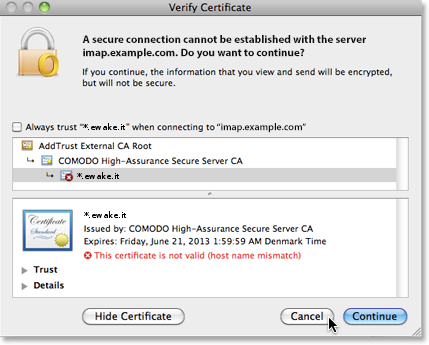 Verify Certificate
A secure connection cannot be established with the server
imap.example.com. Do you want to continue?
If you continue, the information that you view and send will be encrypted,
but will not be secure.
Always trust “*.ewake.it” when connecting to “imap.example.com”
AddTrust External CA Root
COMODO High-Assurance Secure Server CA
*.ewake.it
Certificate
Standard
*.ewake.it
Issued by: COMODO High-Assurance Secure Server CA
Expires: Friday, June 21, 2013 1:59:59 AM Denmark Time
This certificate is not valid (host name mismatch)
Trust
Details
Hide Certificate
Cancel
Continue